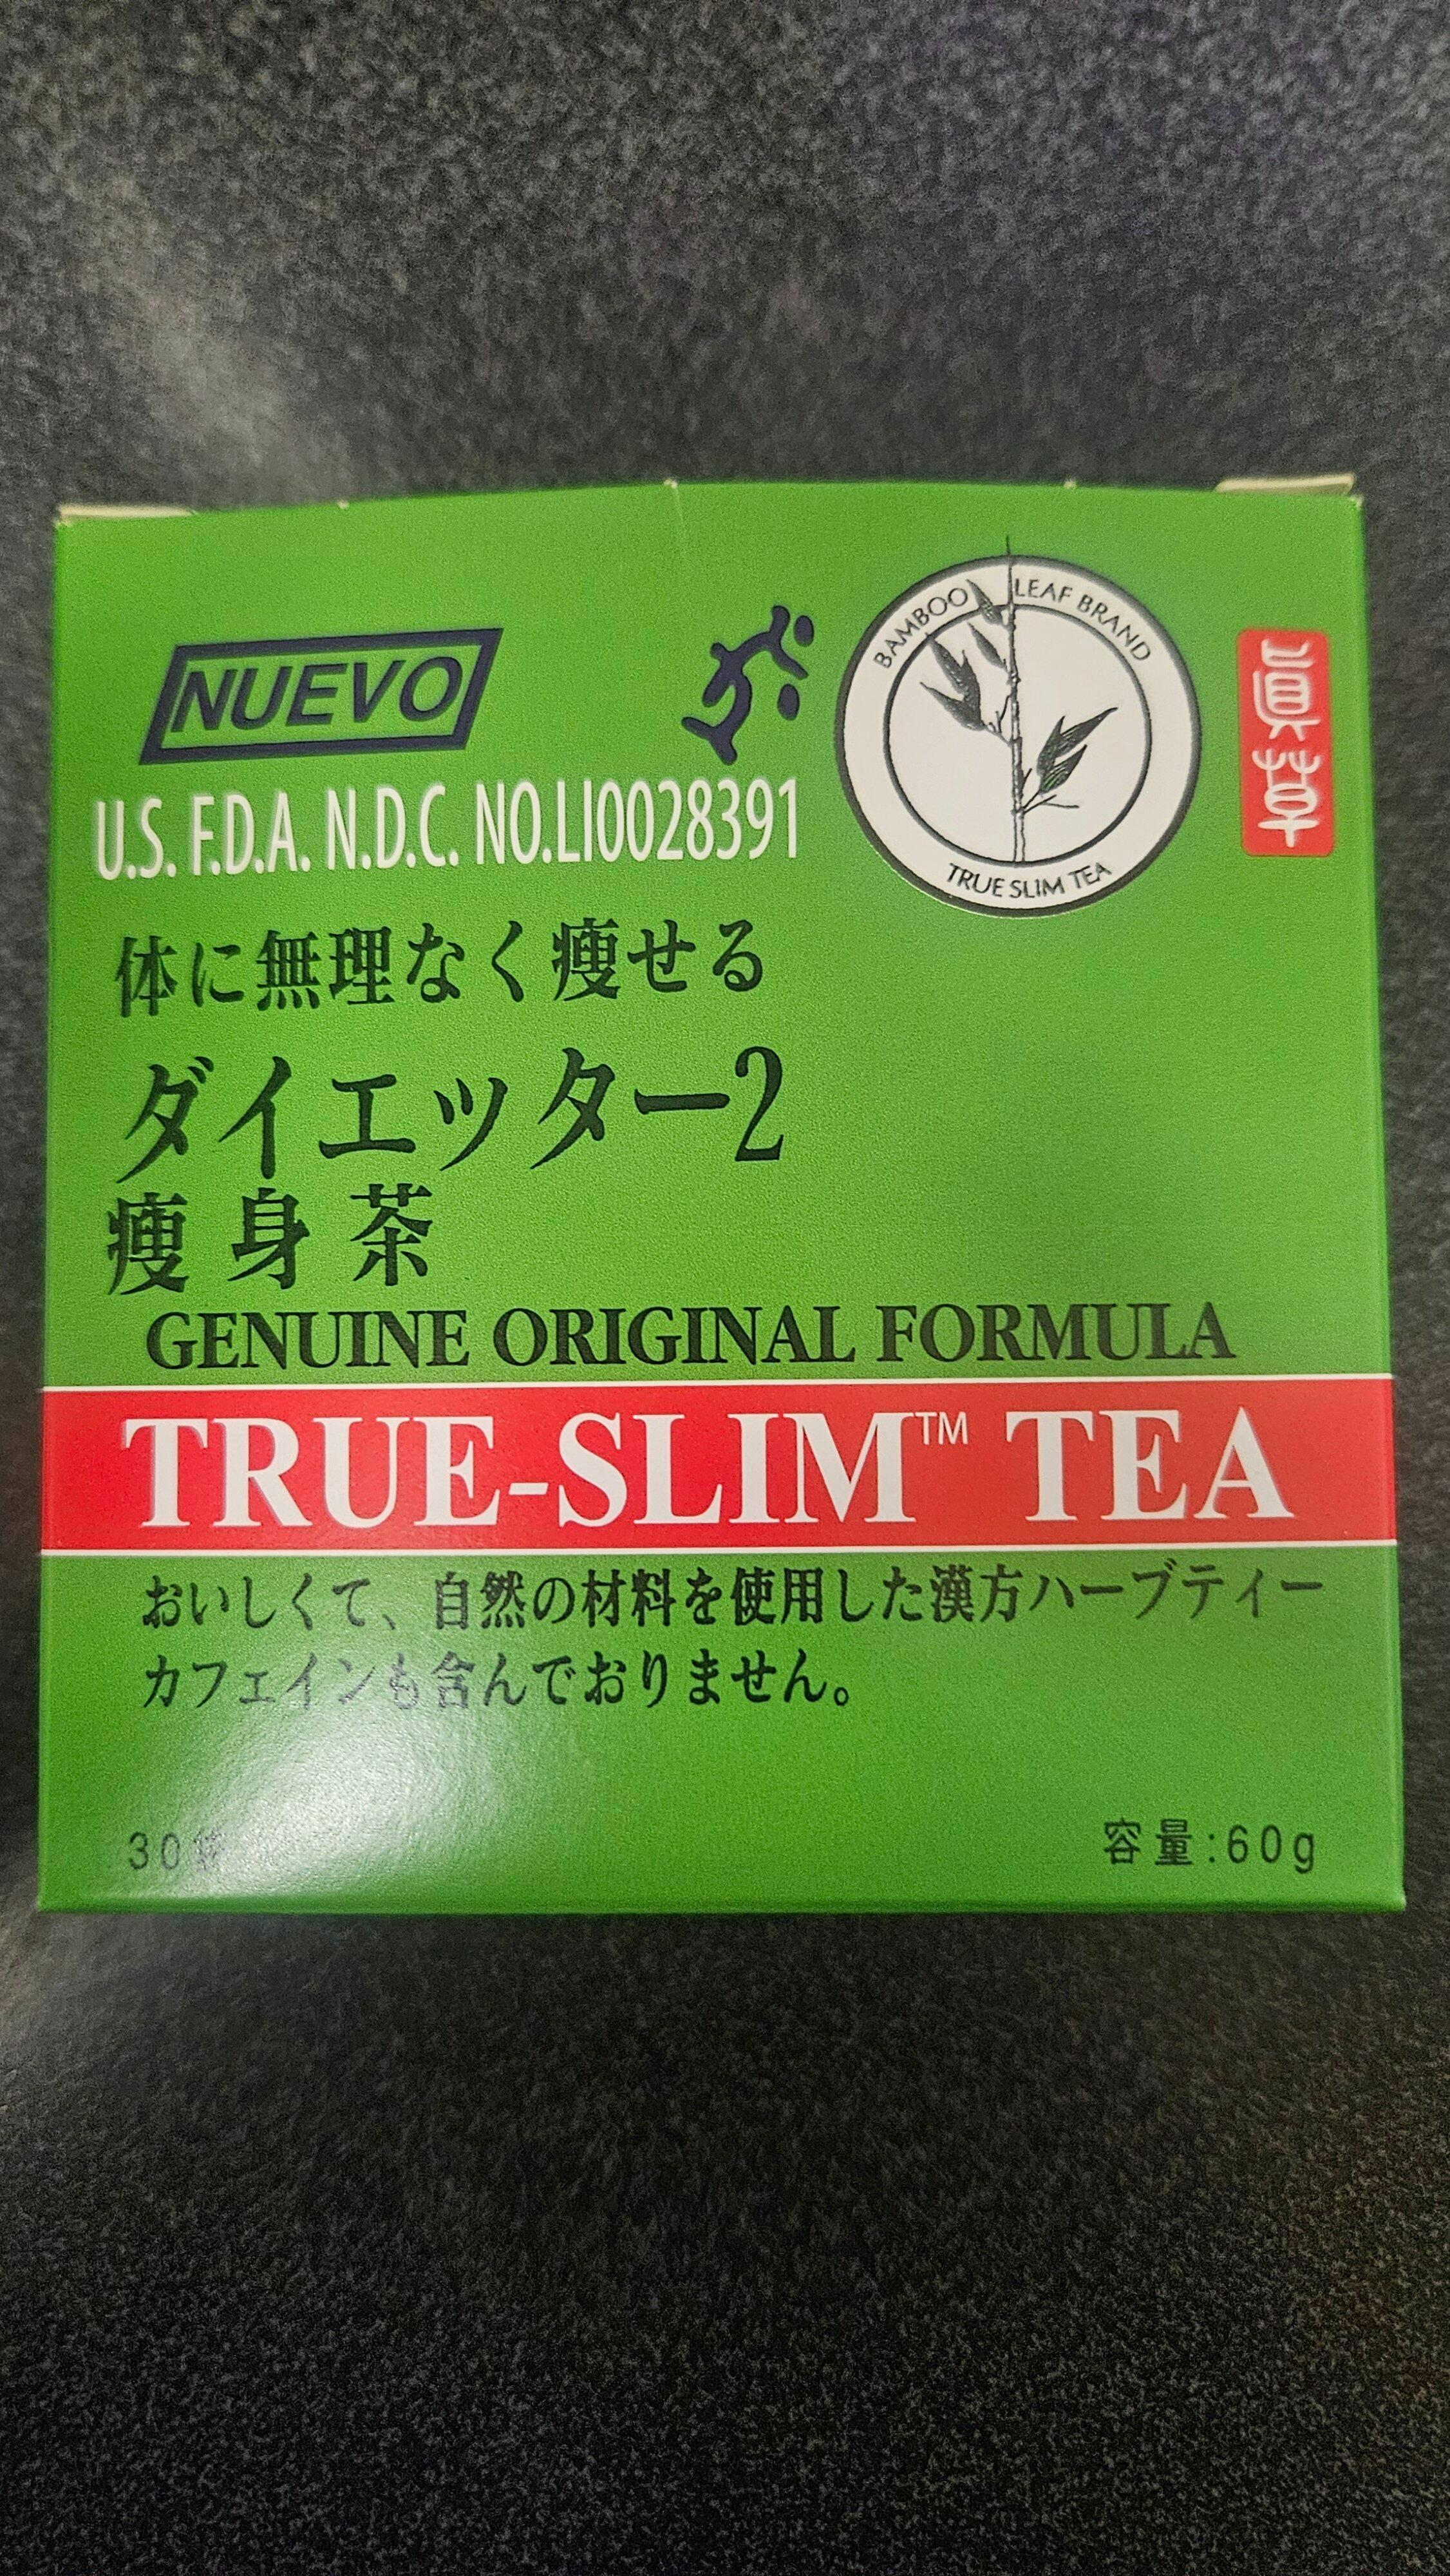 NUEVO
BAMBOO LEAF BRAND
TRUE SLIM TEA
眞草
U.S. F.D.A. N.D.C. NO.LI0028391
体に無理なく痩せる
ダイエッター2
痩身茶
GENUINE ORIGINAL FORMULA
TRUE-SLIM™ TEA
おいしくて、自然の材料を使用した漢方ハーブティー
カフェインも含んでおりません。
30
容量:60g